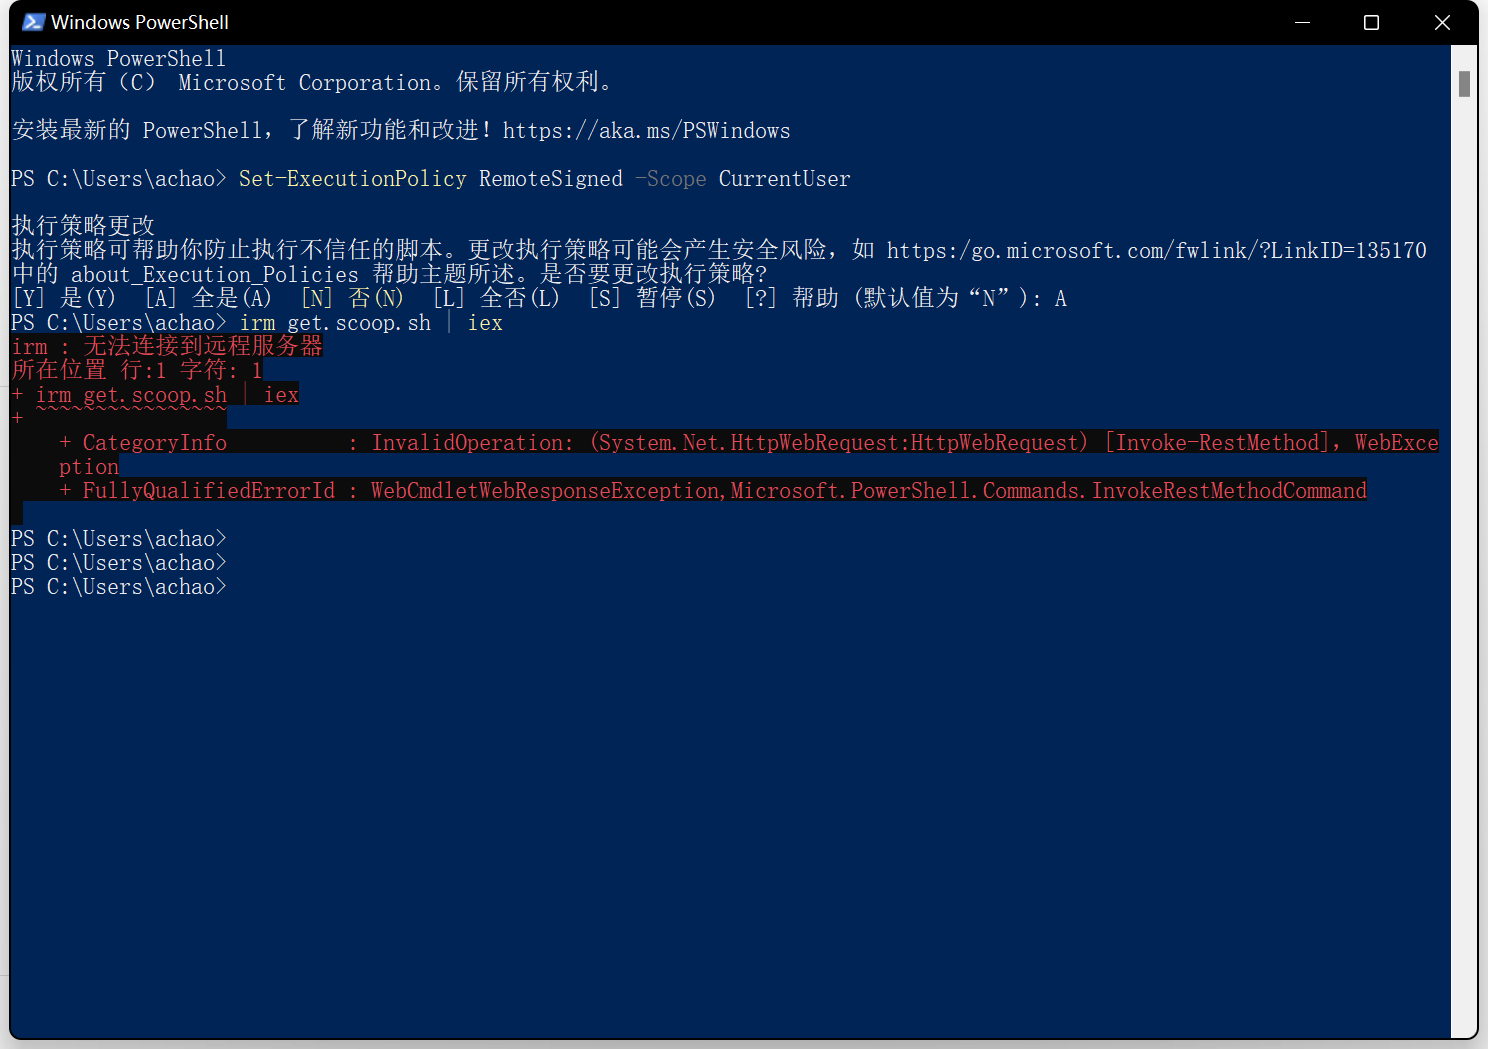 Windows PowerShell
Windows PowerShell
版权所有（C） Microsoft Corporation。保留所有权利。
安装最新的 PowerShell，了解新功能和改进！https://aka.ms/PSWindows
PS C:\Users\achao> Set-ExecutionPolicy RemoteSigned -Scope CurrentUser
执行策略更改
执行策略可帮助你防止执行不信任的脚本。更改执行策略可能会产生安全风险，如 https:/go.microsoft.com/fwlink/?LinkID=135170
中的 about_Execution_Policies 帮助主题所述。是否要更改执行策略?
[Y] 是(Y)  [A] 全是(A)  [N] 否(N)  [L] 全否(L)  [S] 暂停(S)  [?] 帮助 (默认值为“N”): A
PS C:\Users\achao> irm get.scoop.sh | iex
irm : 无法连接到远程服务器
所在位置 行:1 字符: 1
+ irm get.scoop.sh | iex
+ ~~~~~~~~~~~~~~~~
    + CategoryInfo          : InvalidOperation: (System.Net.HttpWebRequest:HttpWebRequest) [Invoke-RestMethod]，WebExce
    ption
    + FullyQualifiedErrorId : WebCmdletWebResponseException,Microsoft.PowerShell.Commands.InvokeRestMethodCommand
PS C:\Users\achao>
PS C:\Users\achao>
PS C:\Users\achao>